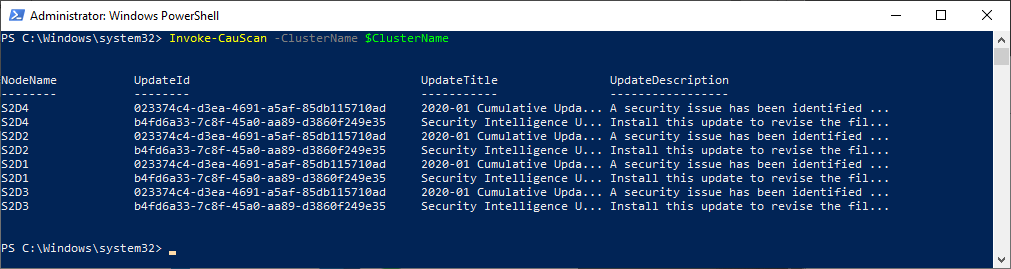 Administrator: Windows PowerShell
PS C:\Windows\system32> Invoke-CauScan -ClusterName $ClusterName
NodeName UpdateId UpdateTitle UpdateDescription
-------- -------- ----------- -----------------
S2D4 023374c4-d3ea-4691-a5af-85db115710ad 2020-01 Cumulative Upda... A security issue has been identified ...
S2D4 b4fd6a33-7c8f-45a0-aa89-d3860f249e35 Security Intelligence U... Install this update to revise the fil...
S2D2 023374c4-d3ea-4691-a5af-85db115710ad 2020-01 Cumulative Upda... A security issue has been identified ...
S2D2 b4fd6a33-7c8f-45a0-aa89-d3860f249e35 Security Intelligence U... Install this update to revise the fil...
S2D1 023374c4-d3ea-4691-a5af-85db115710ad 2020-01 Cumulative Upda... A security issue has been identified ...
S2D1 b4fd6a33-7c8f-45a0-aa89-d3860f249e35 Security Intelligence U... Install this update to revise the fil...
S2D3 023374c4-d3ea-4691-a5af-85db115710ad 2020-01 Cumulative Upda... A security issue has been identified ...
S2D3 b4fd6a33-7c8f-45a0-aa89-d3860f249e35 Security Intelligence U... Install this update to revise the fil...
PS C:\Windows\system32>